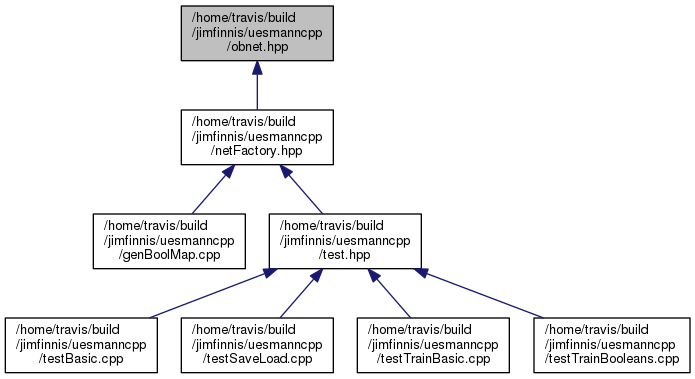 /home/travis/build
/jimfinnis/uesmanncpp
/obnet.hpp
/home/travis/build
/jimfinnis/uesmanncpp
/netFactory.hpp
/home/travis/build
/jimfinnis/uesmanncpp
/genBoolMap.cpp
/home/travis/build
/jimfinnis/uesmanncpp
/test.hpp
/home/travis/build
/jimfinnis/uesmanncpp
/testBasic.cpp
/home/travis/build
/jimfinnis/uesmanncpp
/testSaveLoad.cpp
/home/travis/build
/jimfinnis/uesmanncpp
/testTrainBasic.cpp
/home/travis/build
/jimfinnis/uesmanncpp
/testTrainBooleans.cpp